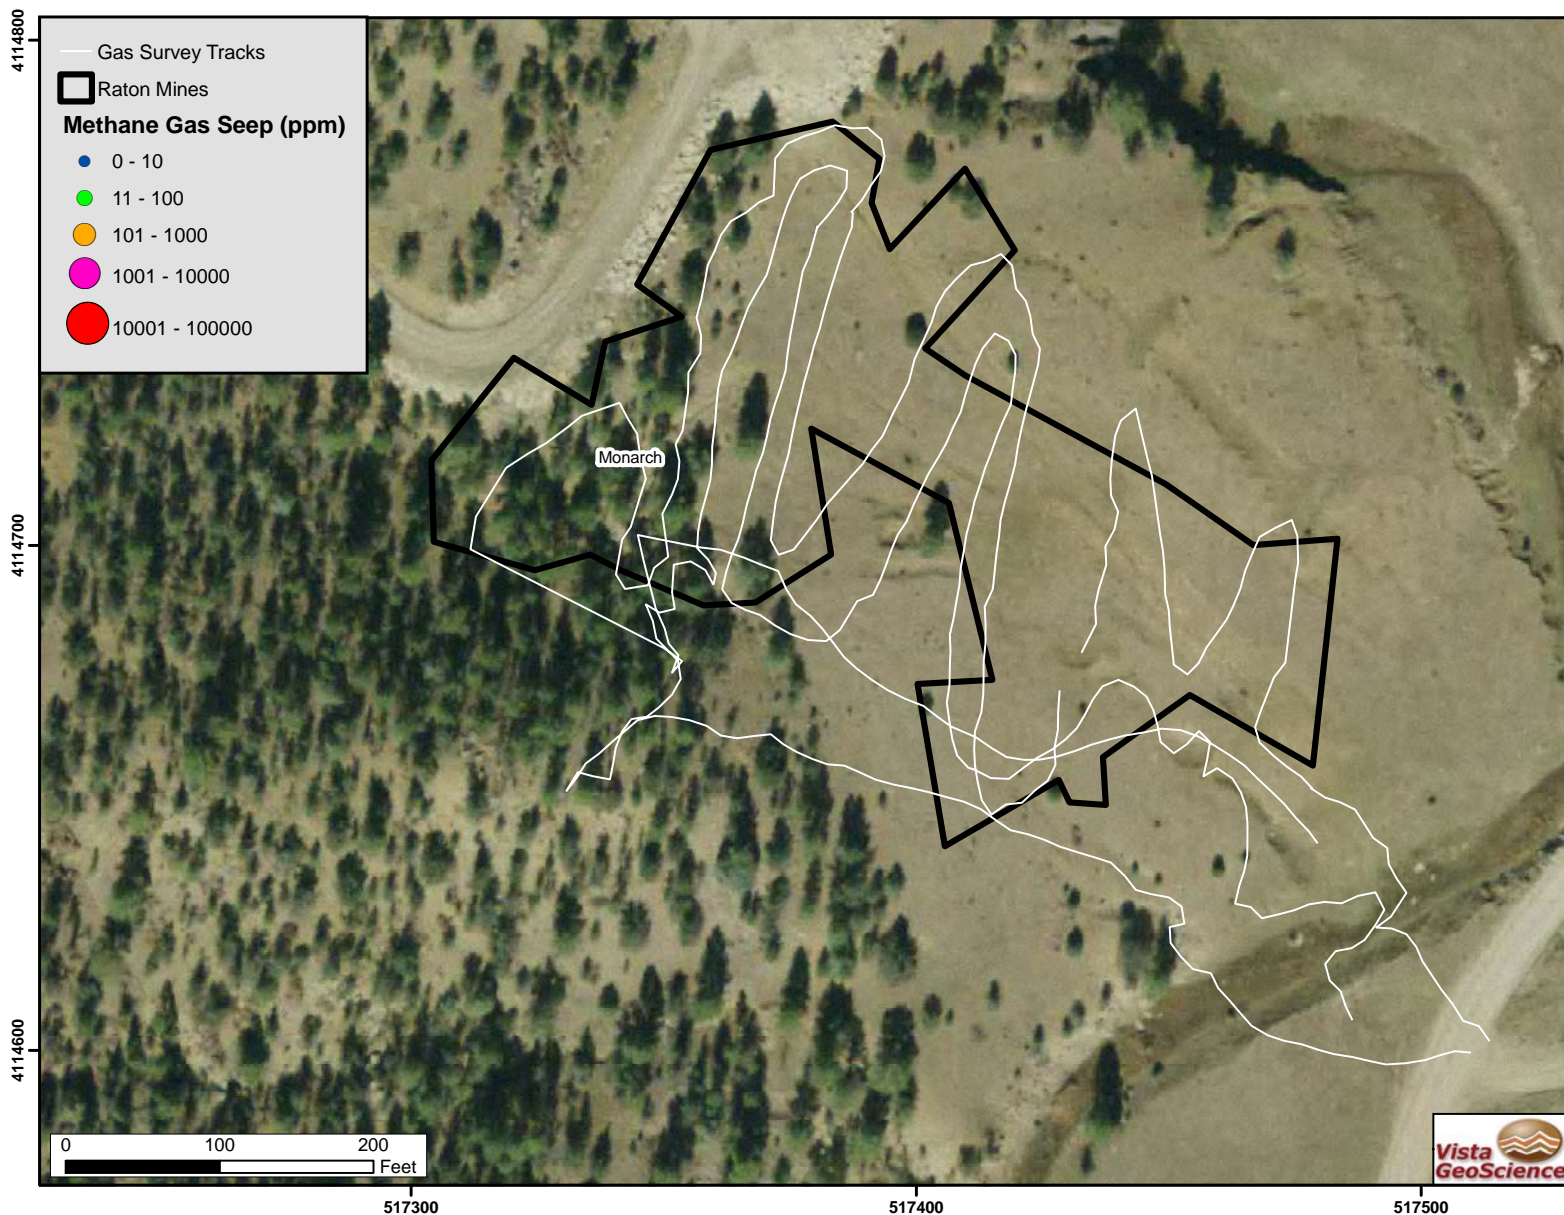 4114800
Gas Survey Tracks
Raton Mines
Methane Gas Seep (ppm)
0 - 10
11 - 100
101 - 1000
1001 - 10000
10001 - 100000
Monarch
4114700
4114600
0 100 200
Feet
Vista
GeoScience
517300 517400 517500